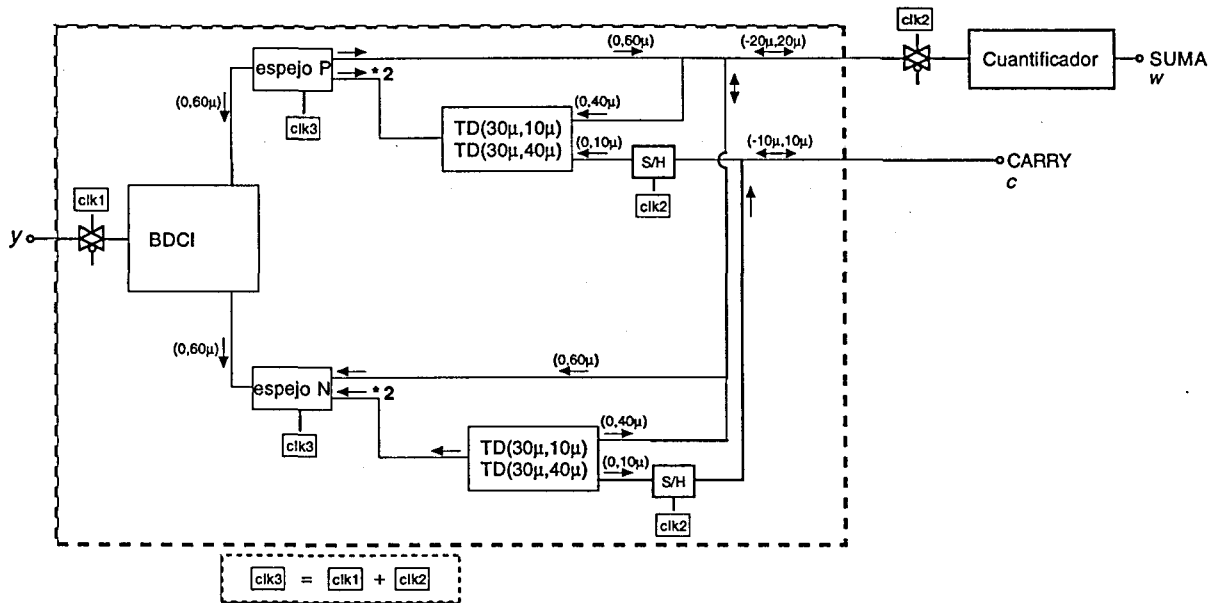 clk2
(0,60µ)
(-20µ,20µ)
Cuantificador
SUMA
w
espejo P
*2
(0,60µ)
clk3
(0,40µ)
TD(30µ,10µ)
TD(30µ,40µ)
(0,10µ)
S/H
clk2
(-10µ,10µ)
CARRY
c
clk1
y
BDCI
(0,60µ)
(0,60µ)
espejo N
*2
clk3
(0,40µ)
TD(30µ,10µ)
TD(30µ,40µ)
(0,10µ)
S/H
clk2
clk3 = clk1 + clk2